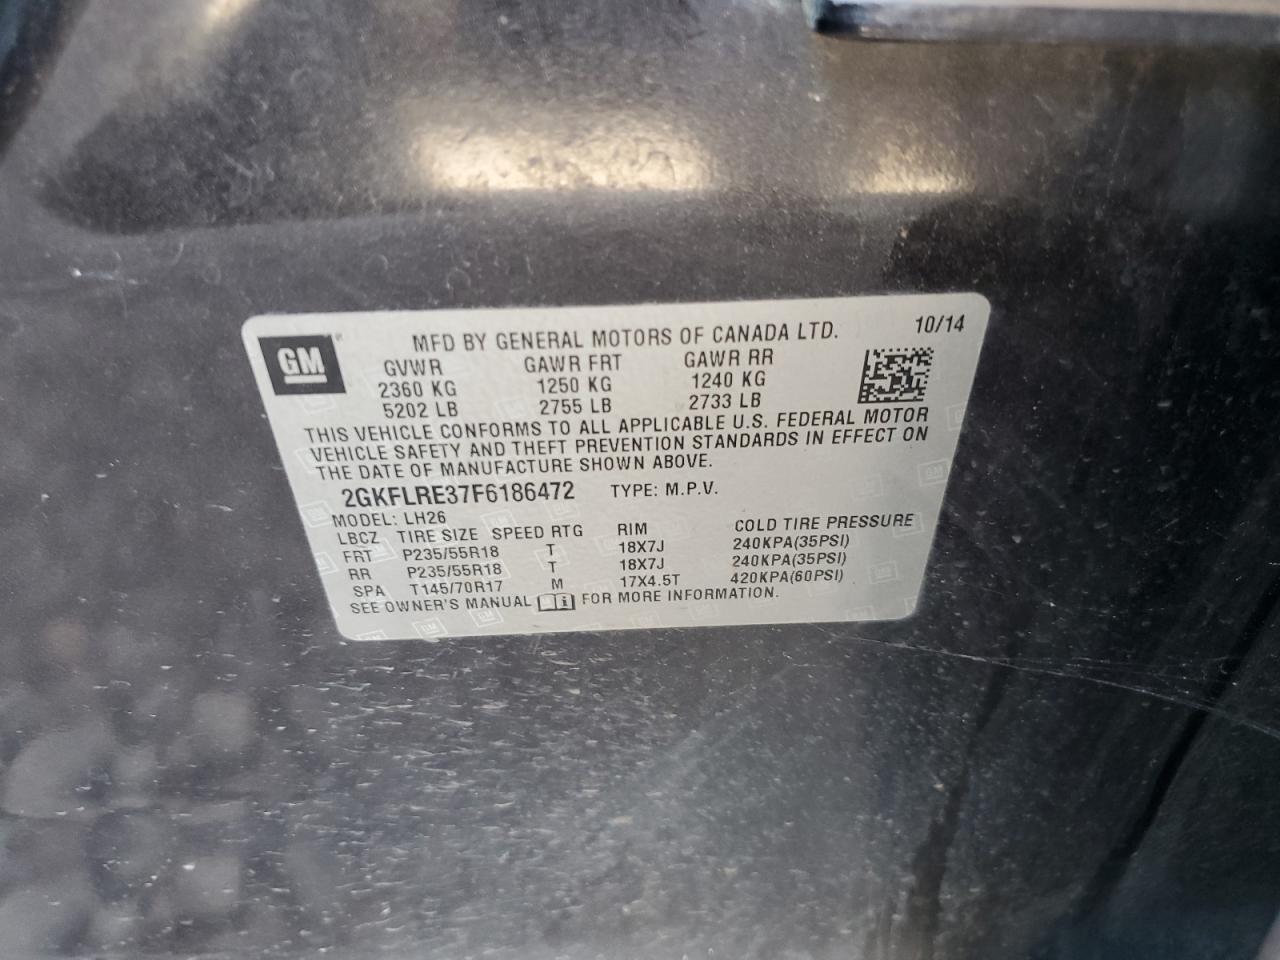 GM
MFD BY GENERAL MOTORS OF CANADA LTD. 10/14
GVWR GAWR FRT GAWR RR
2360 KG 1250 KG 1240 KG
5202 LB 2755 LB 2733 LB
THIS VEHICLE CONFORMS TO ALL APPLICABLE U.S. FEDERAL MOTOR
VEHICLE SAFETY AND THEFT PREVENTION STANDARDS IN EFFECT ON
THE DATE OF MANUFACTURE SHOWN ABOVE.
2GKFLRE37F6186472 TYPE: M.P.V.
MODEL: LH26
LBCZ TIRE SIZE SPEED RTG RIM COLD TIRE PRESSURE
FRT P235/55R18 T 18X7J 240KPA(35PSI)
RR P235/55R18 T 18X7J 240KPA(35PSI)
SPA T145/70R17 M 17X4.5T 420KPA(60PSI)
SEE OWNER'S MANUAL FOR MORE INFORMATION.